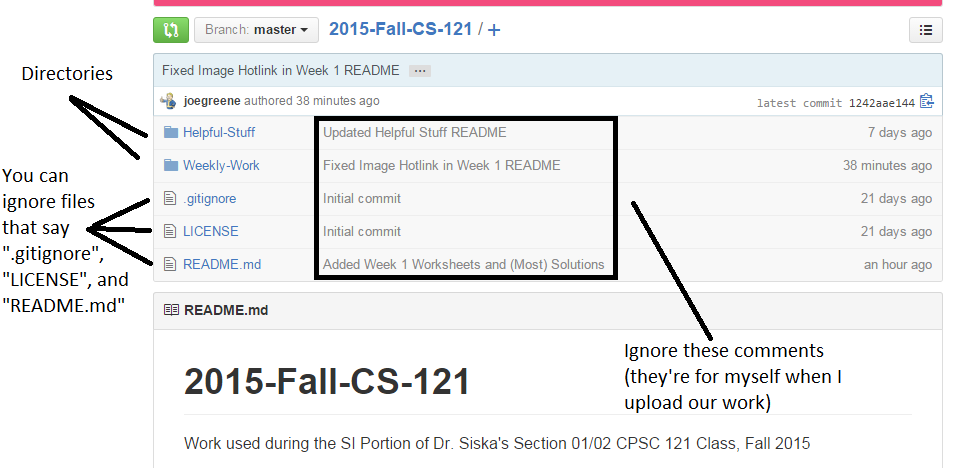 Branch: master
2015-Fall-CS-121 / +
Fixed Image Hotlink in Week 1 README ...
joegreene authored 38 minutes ago
latest commit 1242aae144
Directories
Helpful-Stuff Updated Helpful Stuff README 7 days ago
Weekly-Work Fixed Image Hotlink in Week 1 README 38 minutes ago
.gitignore Initial commit 21 days ago
LICENSE Initial commit 21 days ago
README.md Added Week 1 Worksheets and (Most) Solutions an hour ago
You can
ignore files
that say
".gitignore",
"LICENSE", and
"README.md"
README.md
2015-Fall-CS-121
Ignore these comments
(they're for myself when I
upload our work)
Work used during the SI Portion of Dr. Siska's Section 01/02 CPSC 121 Class, Fall 2015